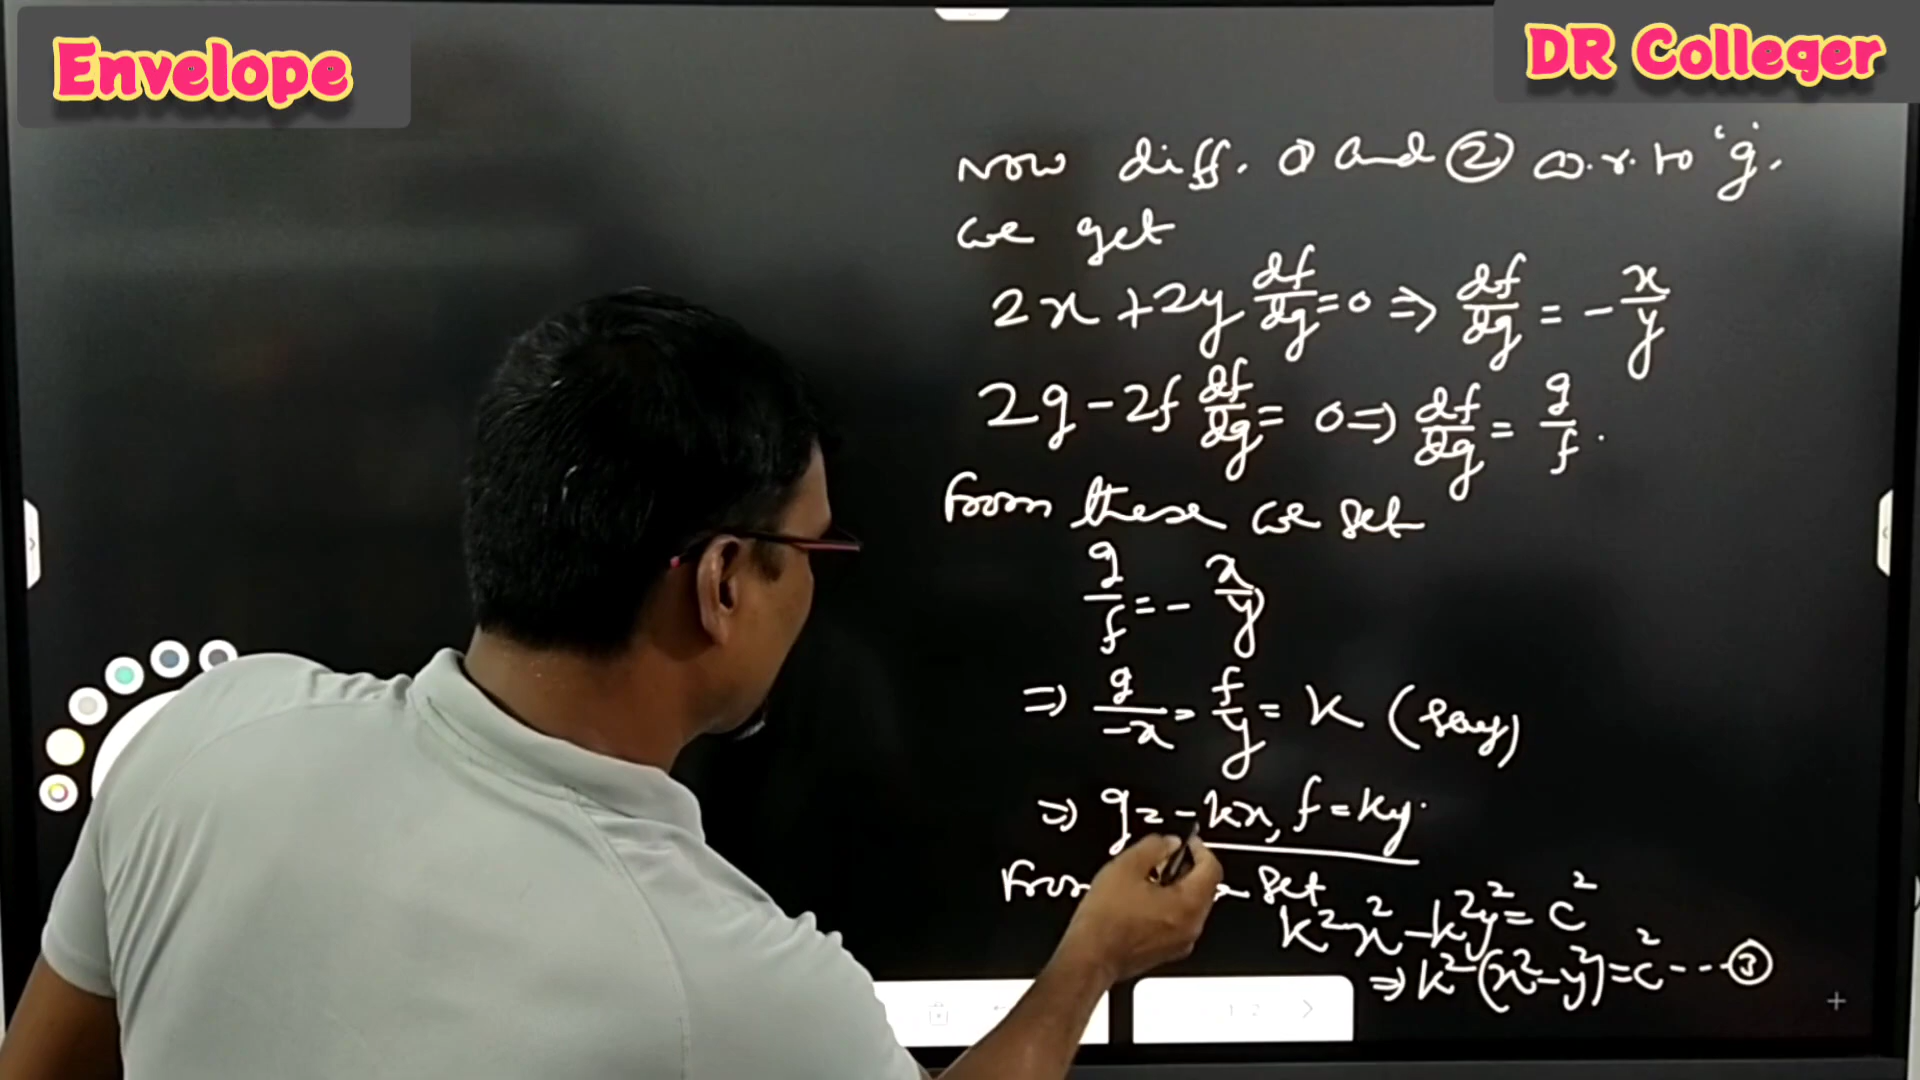 Envelope
DR Colleger
Now diff. ① and ② w.r. to 'g',
we get
2x + 2y df/dg = 0 ⇒ df/dg = - x/y
2g - 2f df/dg = 0 ⇒ df/dg = g/f.
From these we get
g/f = - x/y
⇒ g/-x = f/y = k (say)
⇒ g = -kx, f = ky.
get
k²x² - k²y² = c²
⇒ k²(x² - y²) = c² --- ③